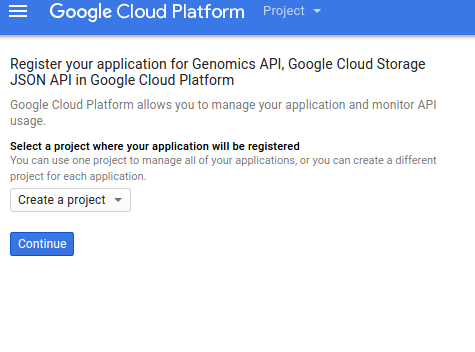 Google Cloud Platform Project
Register your application for Genomics API, Google Cloud Storage
JSON API in Google Cloud Platform
Google Cloud Platform allows you to manage your application and monitor API
usage.
Select a project where your application will be registered
You can use one project to manage all of your applications, or you can create a different
project for each application.
Create a project
Continue